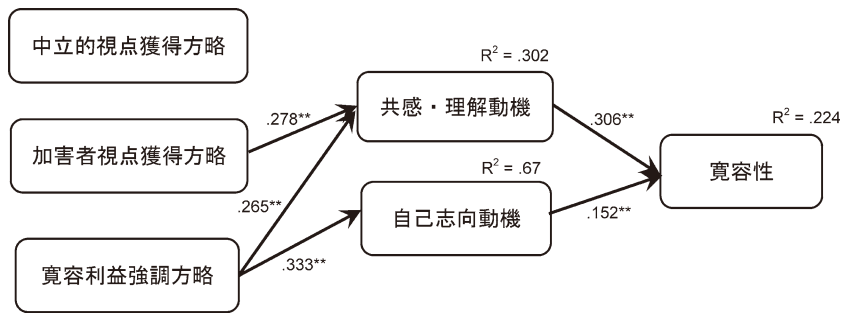 中立的視点獲得方略
R² = .302
共感・理解動機
.278**
加害者視点獲得方略
.306**
R² = .224
寛容性
R² = .67
自己志向動機
.265**
.152**
.333**
寛容利益強調方略